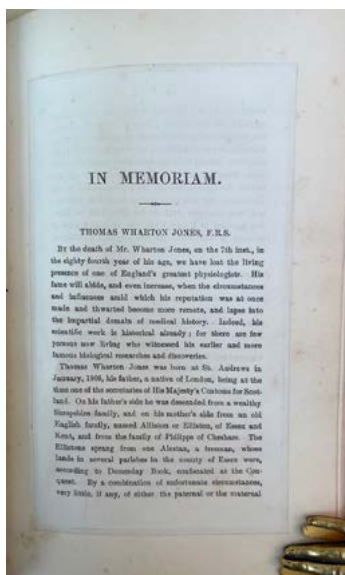 IN MEMORIAM.
THOMAS WHARTON JONES, F.R.S.
BY the death of Mr. Wharton Jones, on the 7th inst., in
the eighty fourth year of his age, we have lost the living
presence of one of England's greatest physiologists. His
fame will abide, and even increase, when the circumstances
and influences amid which his reputation was at once
made and thwarted become more remote, and lapse into
the impartial domain of medical history. Indeed, his
scientific work is historical already; for there are few
persons now living who witnessed his earlier and more
famous biological researches and discoveries.
Thomas Wharton Jones was born at St. Andrews in
January, 1808, his father, a native of London, being at the
time one of the secretaries of His Majesty's Customs for Scot-
land. On his father's side he was descended from a wealthy
Shropshire family, and on his mother's side from an old
English family, named Alliston or Elliston, of Essex and
Kent, and from the family of Philipps of Chesham. The
Ellistons sprang from one Alestan, a freeman, whose
lands in several parishes in the county of Essex were,
according to Domesday Book, confiscated at the Con-
quest. By a combination of unfortunate circumstances,
very little, if any, of either the paternal or the maternal